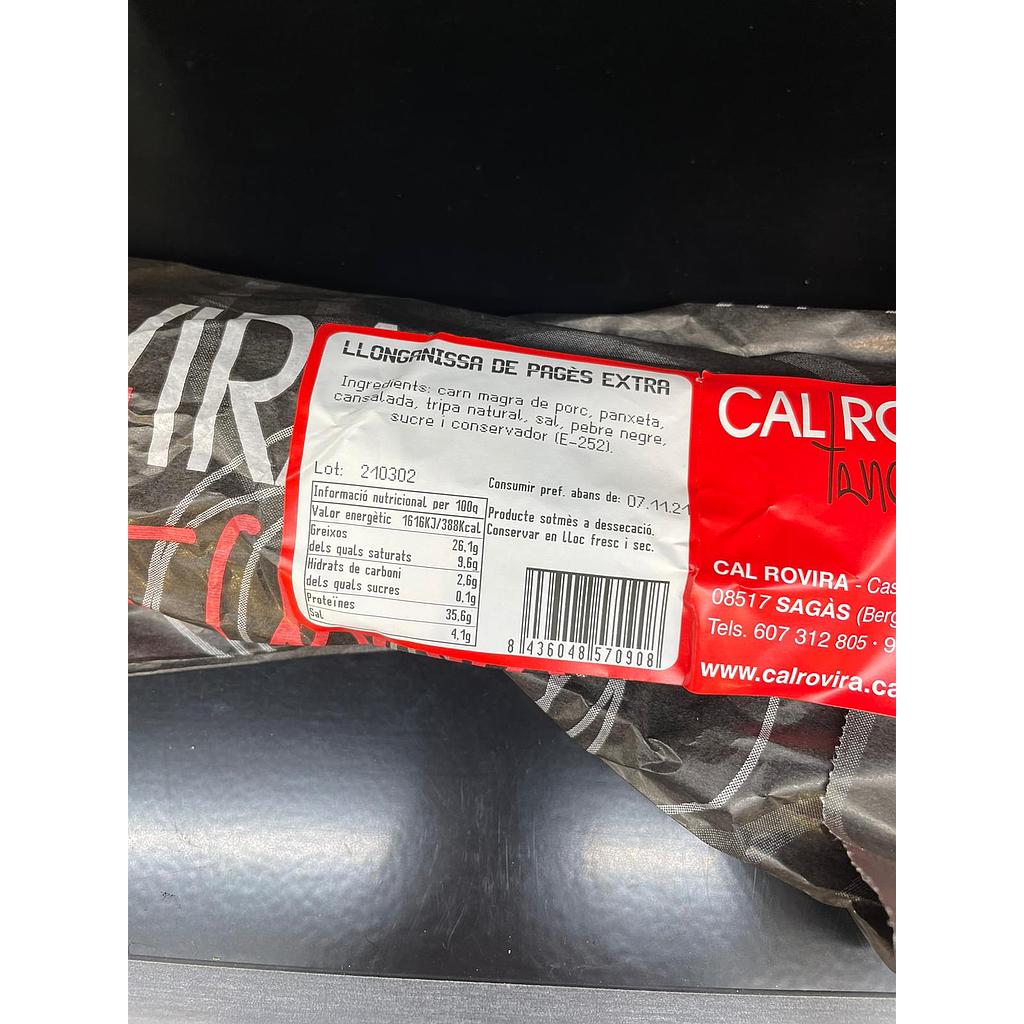 LLONGANISSA DE PAGÈS EXTRA
Ingredients: carn magra de porc, panxeta,
cansalada, tripa natural, sal, pebre negre,
sucre i conservador (E-252).
Lot: 210302
Consumir pref. abans de: 07.11.21
Informació nutricional per 100g
Valor energètic 1616KJ/388Kcal
Greixos 26,1g
dels quals saturats 9,6g
Hidrats de carboni 2,6g
dels quals sucres 0.1g
Proteïnes 35,6g
Sal 4,1g
Producte sotmès a dessecació.
Conservar en lloc fresc i sec.
8 436048 570908
CAL RO
CAL ROVIRA - Cas
08517 SAGÀS (Berg
Tels. 607 312 805 · 9
www.calrovira.ca